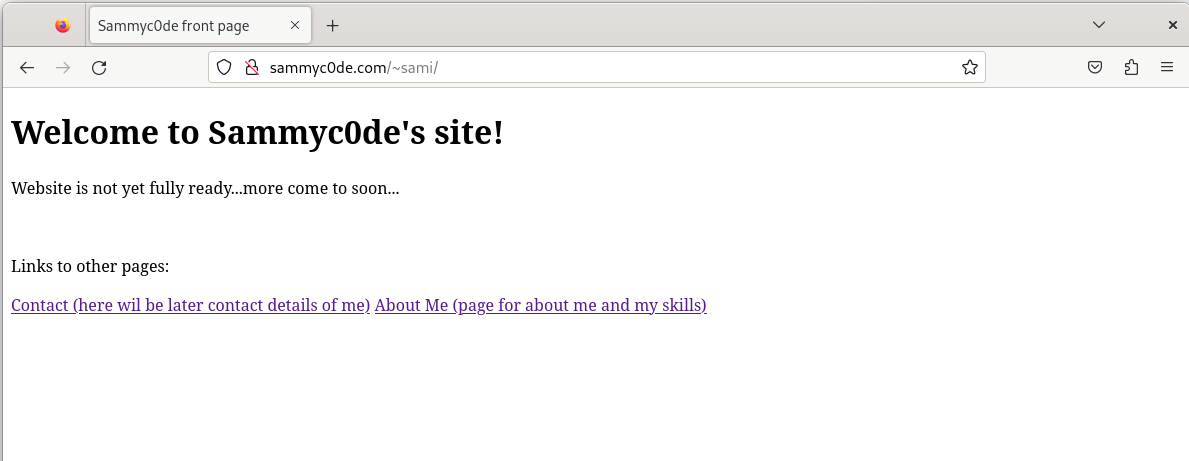 Sammyc0de front page
sammyc0de.com/~sami/
Welcome to Sammyc0de's site!
Website is not yet fully ready...more come to soon...
Links to other pages:
Contact (here wil be later contact details of me) About Me (page for about me and my skills)